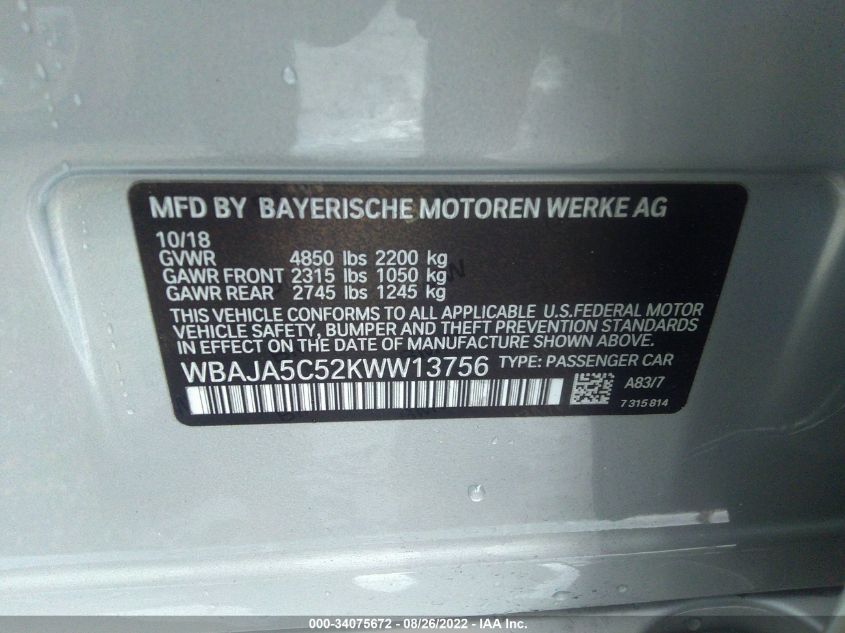 MFD BY BAYERISCHE MOTOREN WERKE AG
10/18
GVWR 4850 lbs 2200 kg
GAWR FRONT 2315 lbs 1050 kg
GAWR REAR 2745 lbs 1245 kg
THIS VEHICLE CONFORMS TO ALL APPLICABLE U.S.FEDERAL MOTOR
VEHICLE SAFETY, BUMPER AND THEFT PREVENTION STANDARDS
IN EFFECT ON THE DATE OF MANUFACTURE SHOWN ABOVE.
WBAJA5C52KWW13756 TYPE: PASSENGER CAR
A83/7
7 315 814
000-34075672 - 08/26/2022 - IAA Inc.